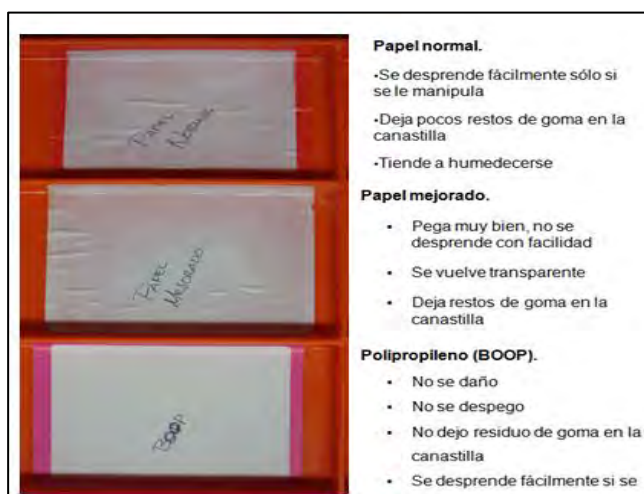 Papel normal.
•Se desprende fácilmente sólo si
se le manipula
•Deja pocos restos de goma en la
canastilla
•Tiende a humedecerse
PAPEL
NORMAL
Papel mejorado.
• Pega muy bien, no se
desprende con facilidad
• Se vuelve transparente
• Deja restos de goma en la
canastilla
PAPEL
MEJORADO
Polipropileno (BOOP).
• No se daño
• No se despego
• No dejo residuo de goma en la
canastilla
• Se desprende fácilmente si se
BOOP